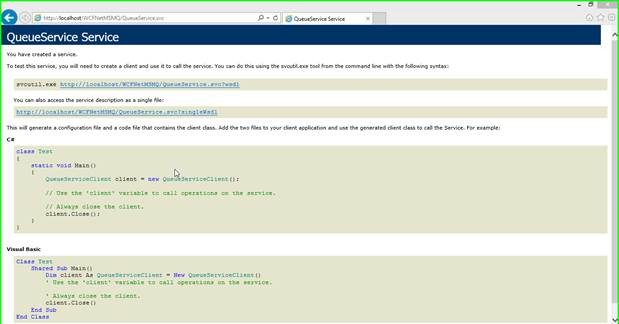 http://localhost/WCFNetMSMQ/QueueService.svc
QueueService Service
QueueService Service
You have created a service.
To test this service, you will need to create a client and use it to call the service. You can do this using the svcutil.exe tool from the command line with the following syntax:
svcutil.exe http://localhost/WCFNetMSMQ/QueueService.svc?wsdl
You can also access the service description as a single file:
http://localhost/WCFNetMSMQ/QueueService.svc?singleWsdl
This will generate a configuration file and a code file that contains the client class. Add the two files to your client application and use the generated client class to call the Service. For example:
C#
class Test
{
static void Main()
{
QueueServiceClient client = new QueueServiceClient();
// Use the 'client' variable to call operations on the service.
// Always close the client.
client.Close();
}
}
Visual Basic
Class Test
Shared Sub Main()
Dim client As QueueServiceClient = New QueueServiceClient()
' Use the 'client' variable to call operations on the service.
' Always close the client.
client.Close()
End Sub
End Class